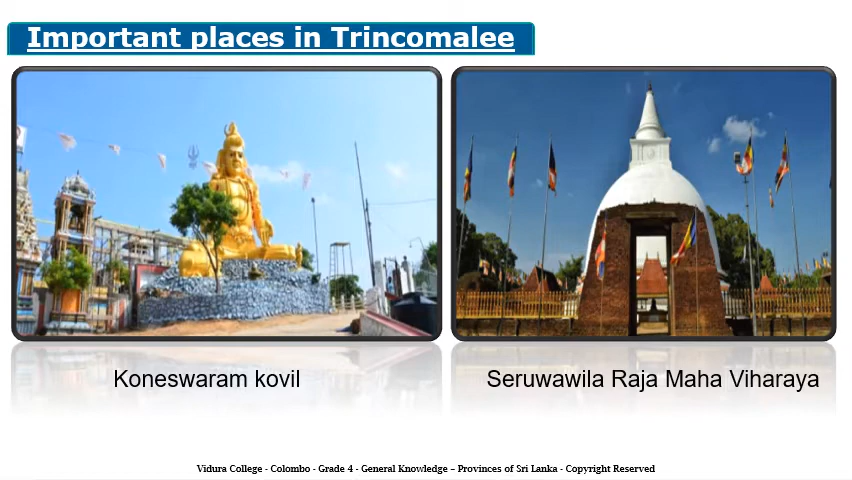 Important places in Trincomalee
Koneswaram kovil
Seruwawila Raja Maha Viharaya
Vidura College - Colombo - Grade 4 - General Knowledge – Provinces of Sri Lanka - Copyright Reserved